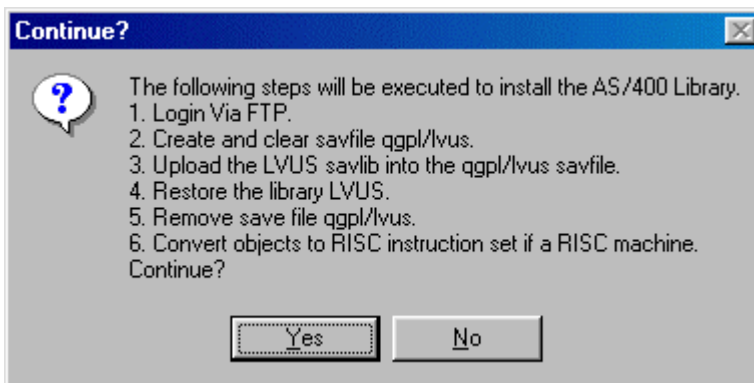 Continue?
The following steps will be executed to install the AS/400 Library.
1. Login Via FTP.
2. Create and clear savfile qgpl/lvus.
3. Upload the LVUS savlib into the qgpl/lvus savfile.
4. Restore the library LVUS.
5. Remove save file qgpl/lvus.
6. Convert objects to RISC instruction set if a RISC machine.
Continue?
Yes
No